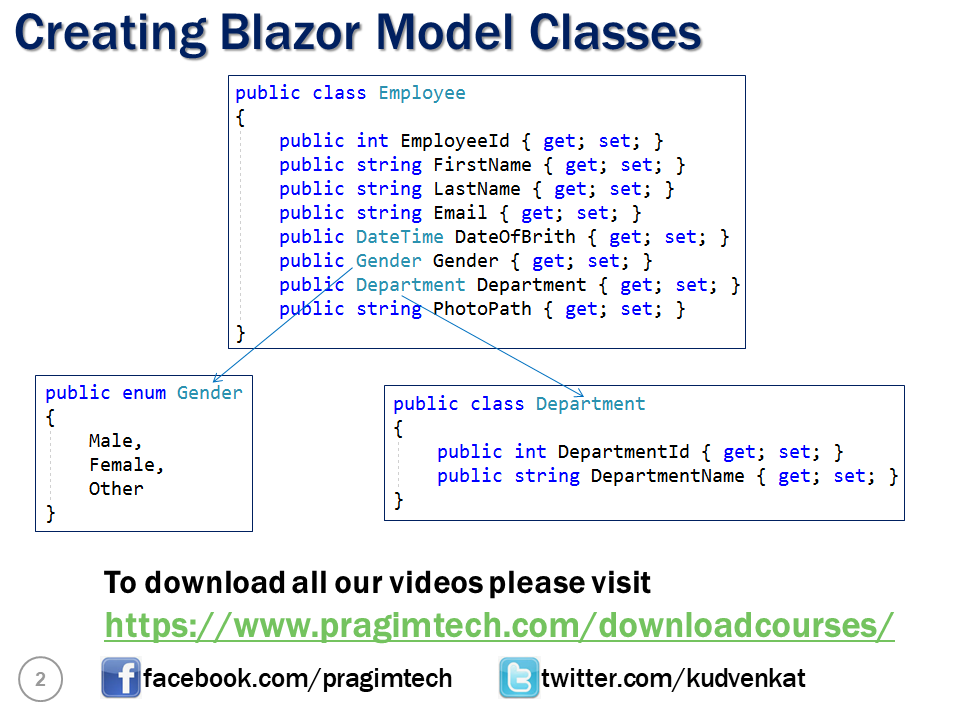 Creating Blazor Model Classes
public class Employee
{
public int EmployeeId { get; set; }
public string FirstName { get; set; }
public string LastName { get; set; }
public string Email { get; set; }
public DateTime DateOfBrith { get; set; }
public Gender Gender { get; set; }
public Department Department { get; set; }
public string PhotoPath { get; set; }
}
public enum Gender
{
Male,
Female,
Other
}
public class Department
{
public int DepartmentId { get; set; }
public string DepartmentName { get; set; }
}
To download all our videos please visit
https://www.pragimtech.com/downloadcourses/
2
facebook.com/pragimtech
twitter.com/kudvenkat